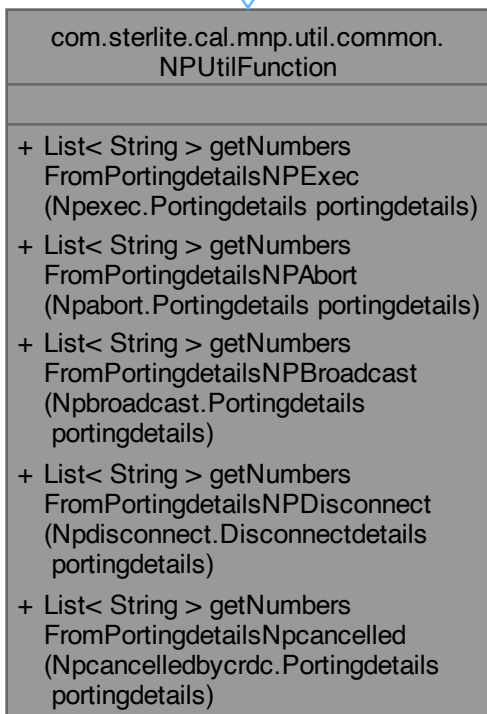 com.sterlite.cal.mnp.util.common.
NPUtilFunction
+ List< String > getNumbers
FromPortingdetailsNPExec
(Npexec.Portingdetails portingdetails)
+ List< String > getNumbers
FromPortingdetailsNPAbort
(Npabort.Portingdetails portingdetails)
+ List< String > getNumbers
FromPortingdetailsNPBroadcast
(Npbroadcast.Portingdetails
portingdetails)
+ List< String > getNumbers
FromPortingdetailsNPDisconnect
(Npdisconnect.Disconnectdetails
portingdetails)
+ List< String > getNumbers
FromPortingdetailsNpcancelled
(Npcancelledbycrdc.Portingdetails
portingdetails)